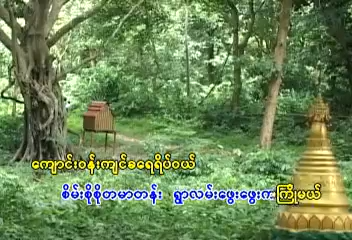 ကျောင်းဝန်းကျင်ခရေရိပ်ဝယ်
စိမ်းစိုစိုတမာတန်း ရွာလမ်းဖွေးဖွေးကကြိုမယ်